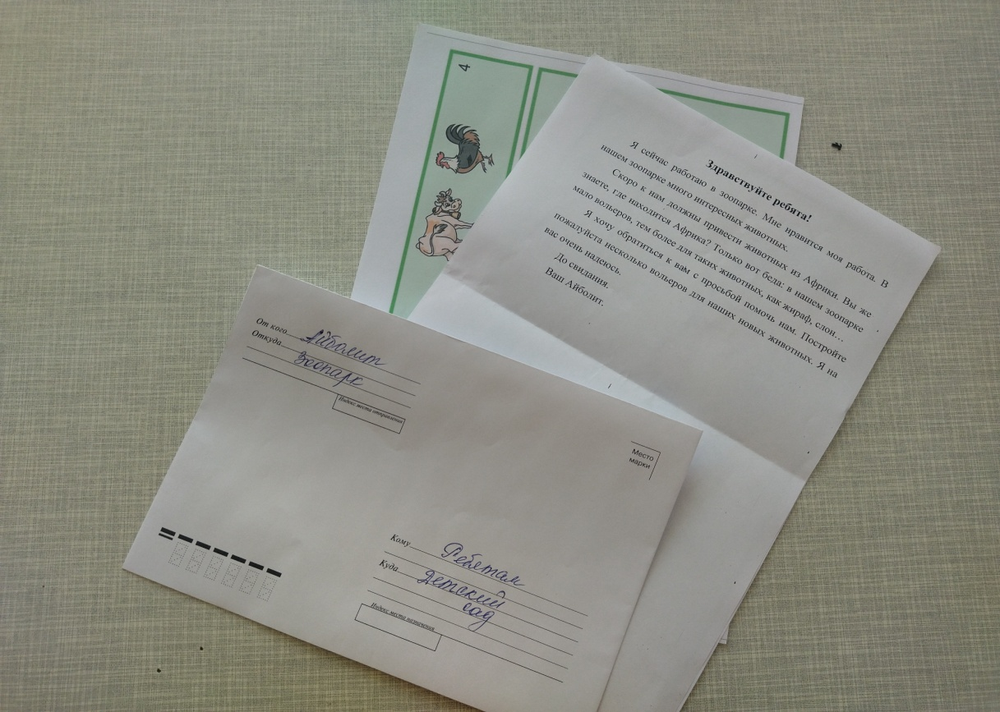 4
Здравствуйте ребята!
Я сейчас работаю в зоопарке. Мне нравится моя работа. В
нашем зоопарке много интересных животных.
Скоро к нам должны привести животных из Африки. Вы же
знаете, где находится Африка? Только вот беда: в нашем зоопарке
мало вольеров, тем более для таких животных, как жираф, слон…
Я хочу обратиться к вам с просьбой помочь нам. Постройте
пожалуйста несколько вольеров для наших новых животных. Я на
вас очень надеюсь.
До свидания.
Ваш Айболит.
От кого Айболит
Откуда Зоопарк
Индекс места отправления
Место
марки
Кому Ребятам
Куда Детский
сад
Индекс места назначения